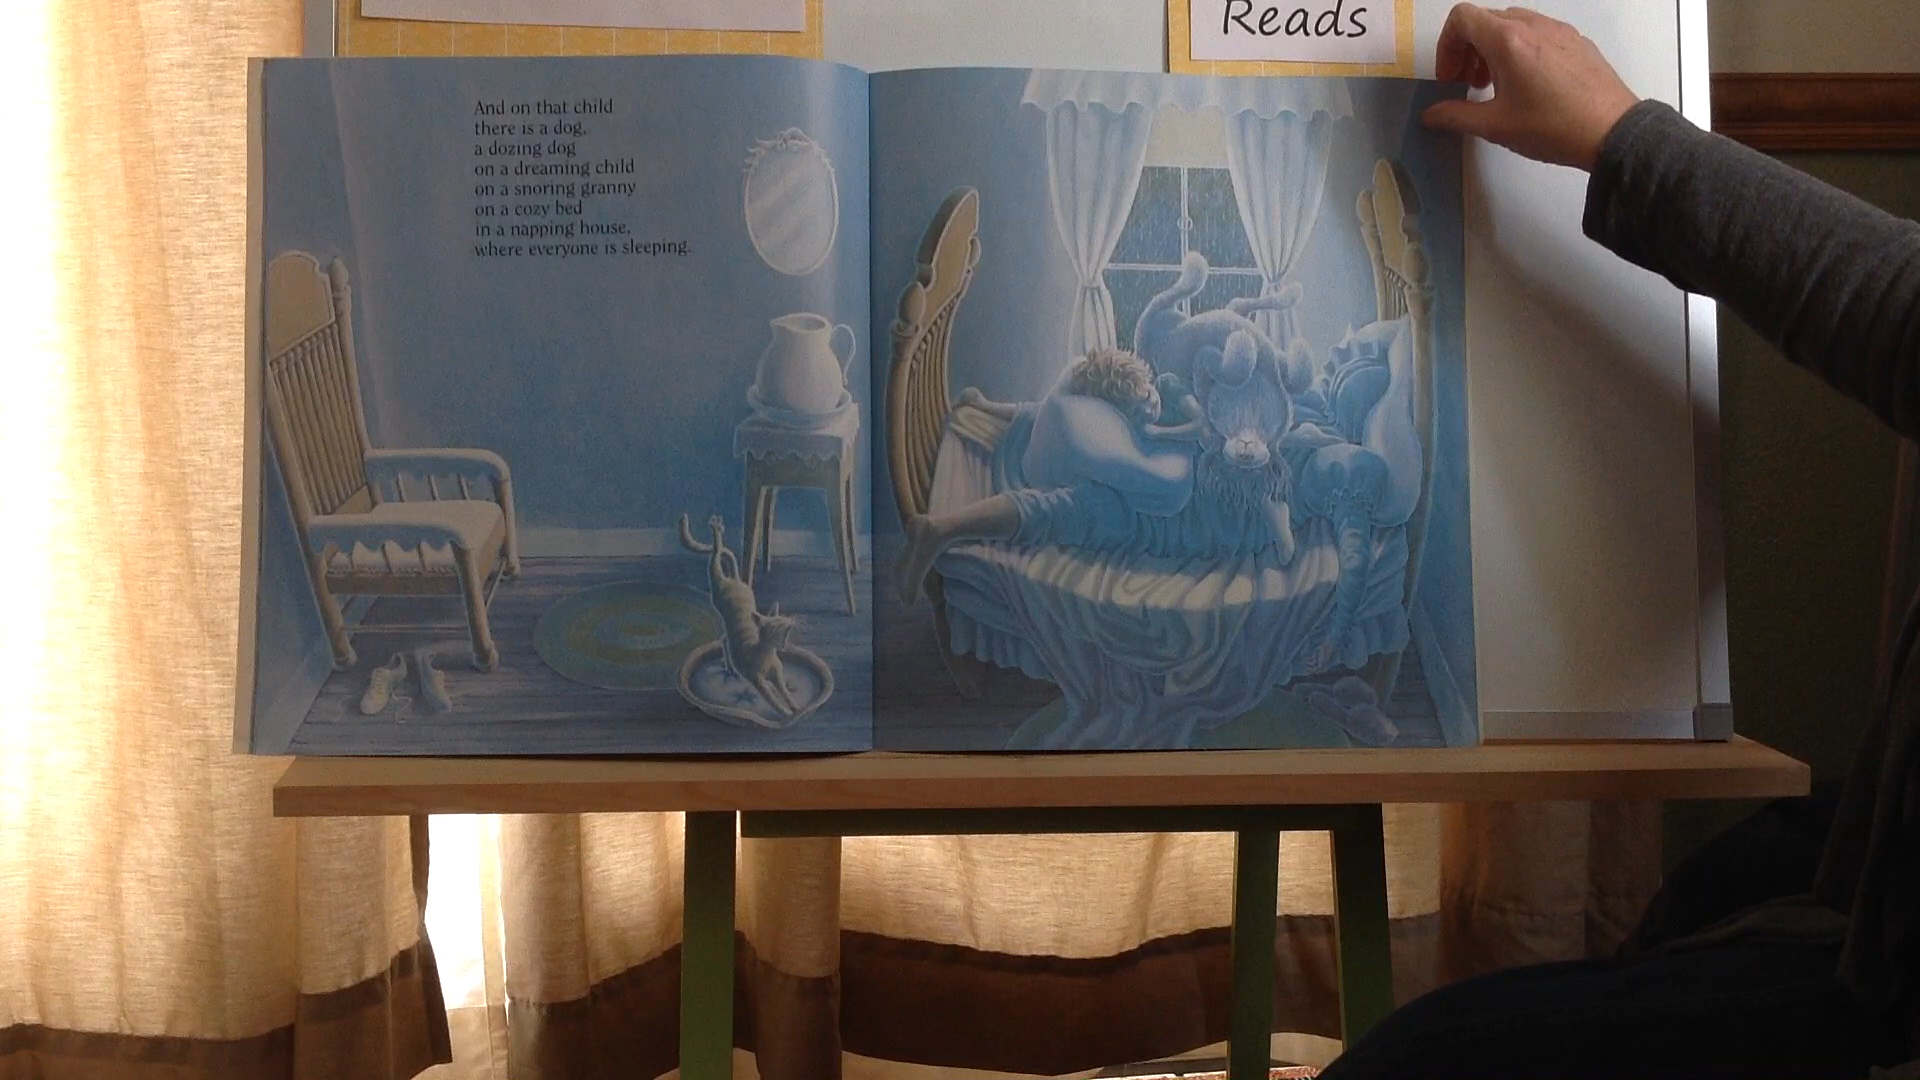 Reads
And on that child
there is a dog,
a dozing dog
on a dreaming child
on a snoring granny
on a cozy bed
in a napping house,
where everyone is sleeping.